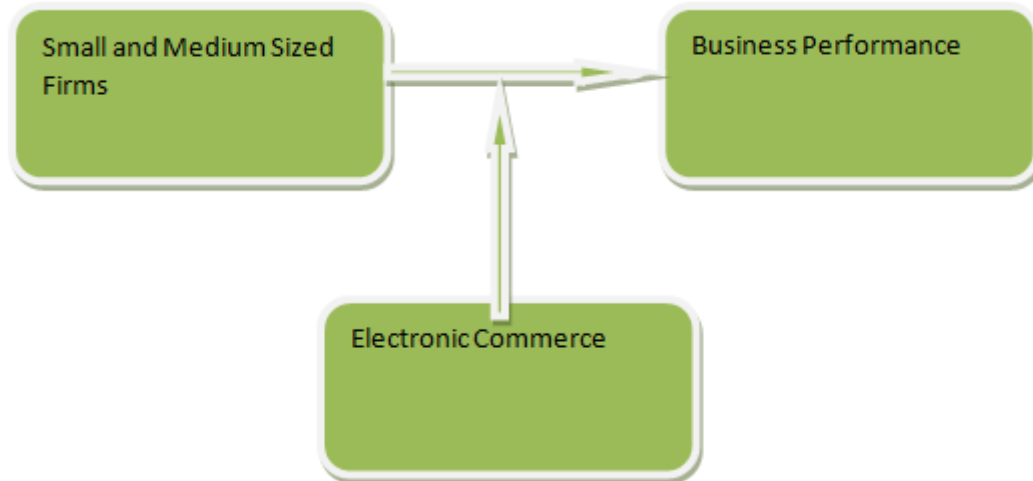 Small and Medium Sized
Firms
Business Performance
Electronic Commerce